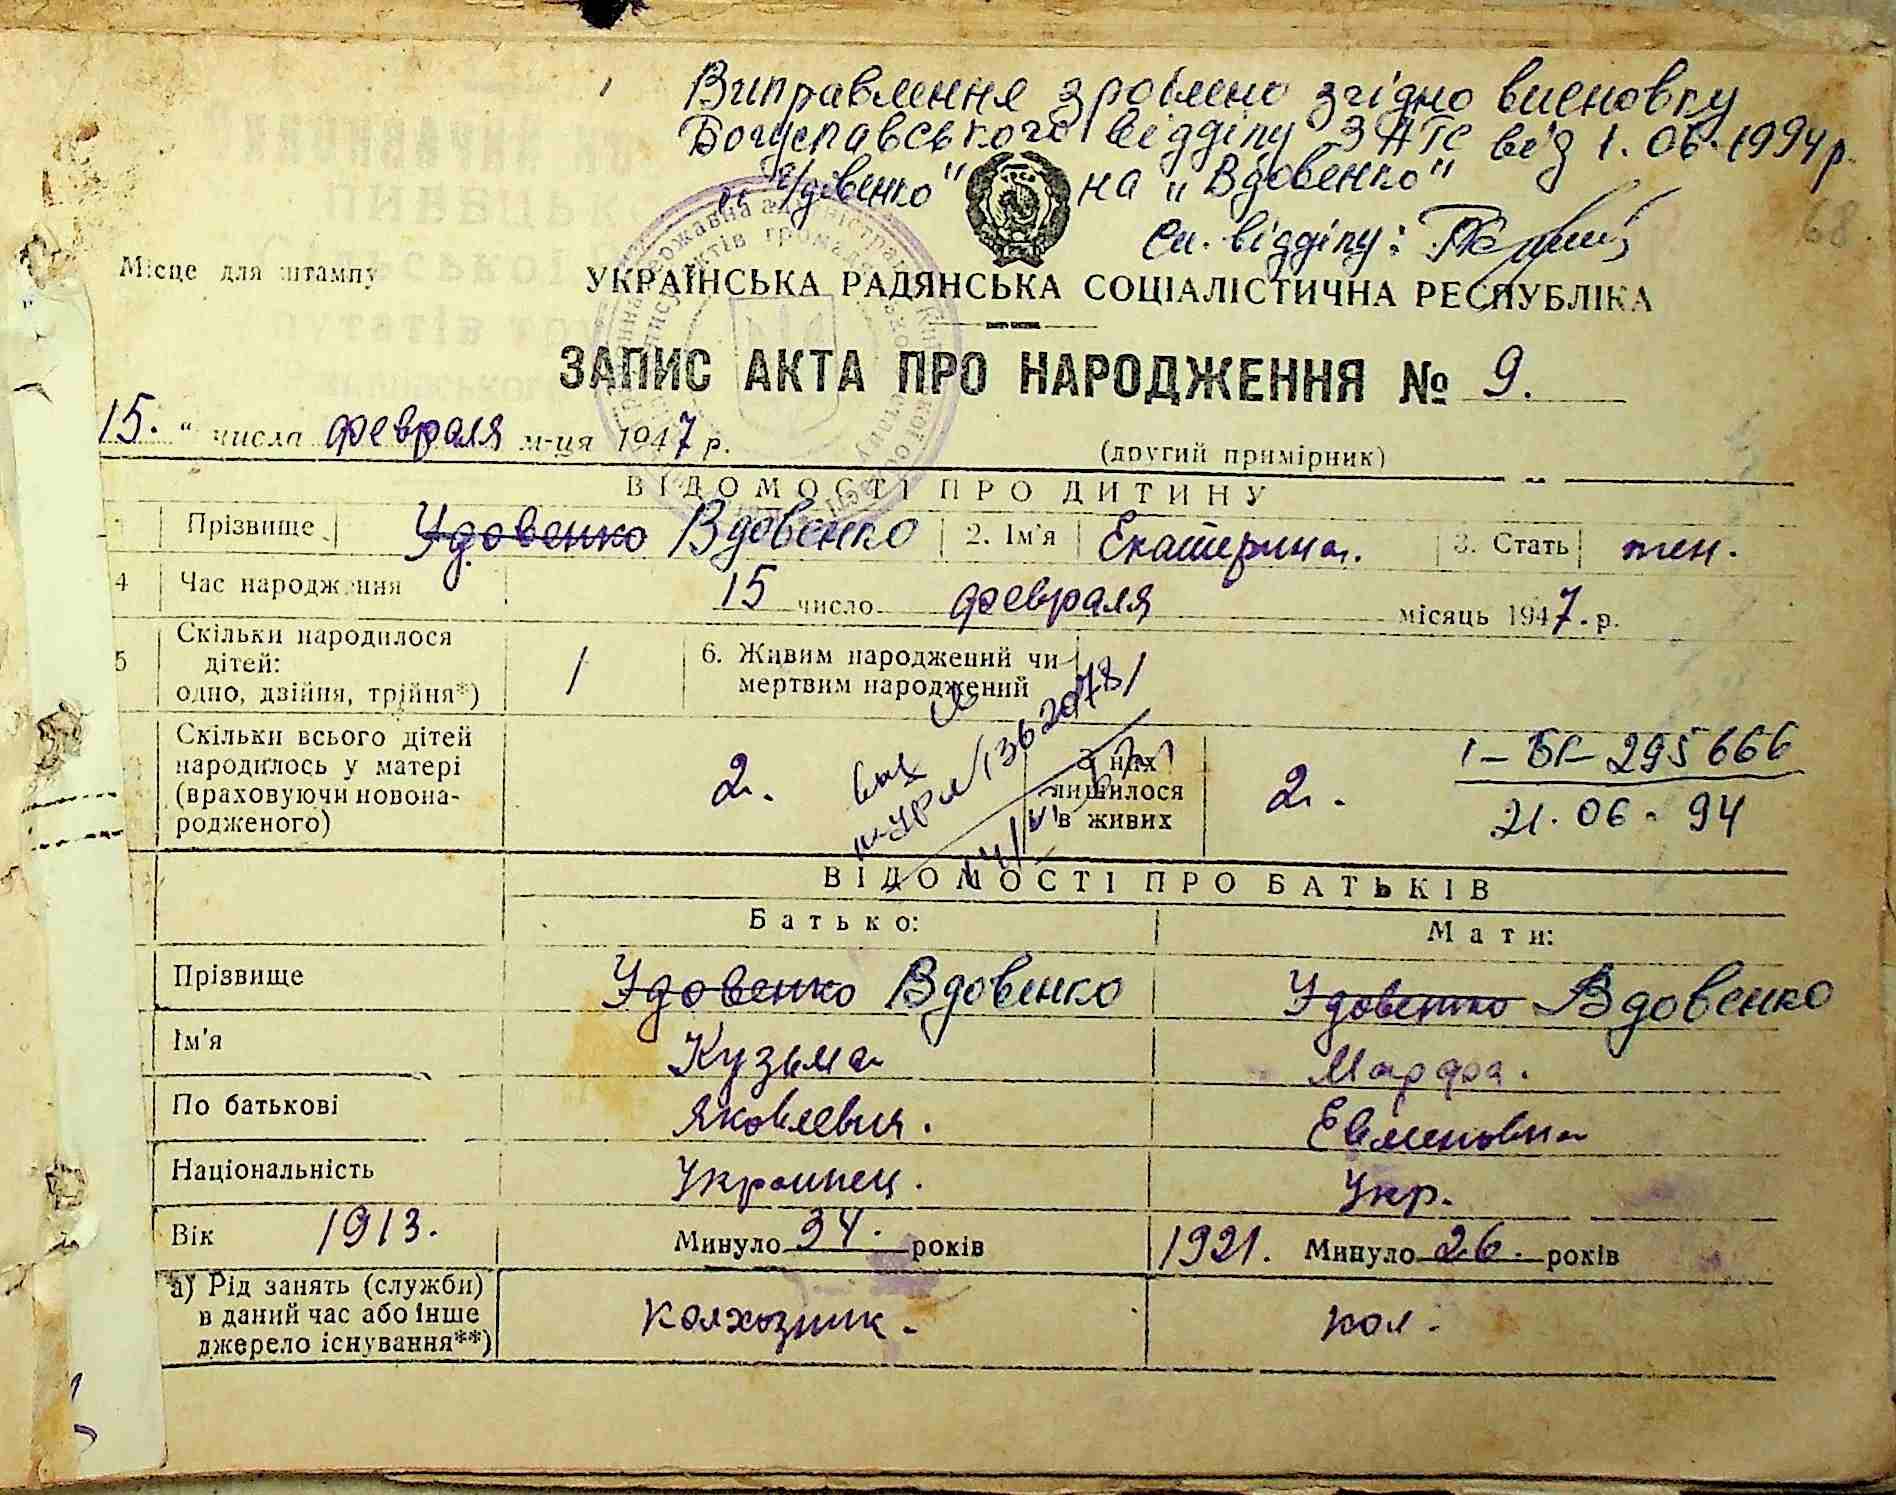 Виправлення зроблено згідно висновку
Богуславського відділу ЗАГС від 1.06.1994 р.
"Удовенко" на "Вдовенко"
відділу:
68.
Місце для штампу
УКРАЇНСЬКА РАДЯНСЬКА СОЦІАЛІСТИЧНА РЕСПУБЛІКА
ЗАПИС АКТА ПРО НАРОДЖЕННЯ № 9.
15. " числа февраля м-ця 1947 р.
(другий примірник)
ВІДОМОСТІ ПРО ДИТИНУ
Прізвище Удовенко Вдовенко 2. Ім'я Екатерина. 3. Стать жен.
4 Час народження 15 число февраля місяць 1947. р.
5 Скільки народилося дітей: одно, двійня, трійня*) 1 6. Живим народжений чи мертвим народжений
Скільки всього дітей народилось у матері (враховуючи новонародженого) 2. З них лишилося в живих 2.
295666
21.06.94
ВІДОМОСТІ ПРО БАТЬКІВ
Батько: Мати:
Прізвище Удовенко Вдовенко Удовенко Вдовенко
Ім'я Кузьма Марфа.
По батькові Яковлевич. Евменовна
Національність Украинец. Укр.
Вік 1913. Минуло 34. років 1921. Минуло 26. років
а) Рід занять (служби) в даний час або інше джерело існування**) Колхозник. кол.